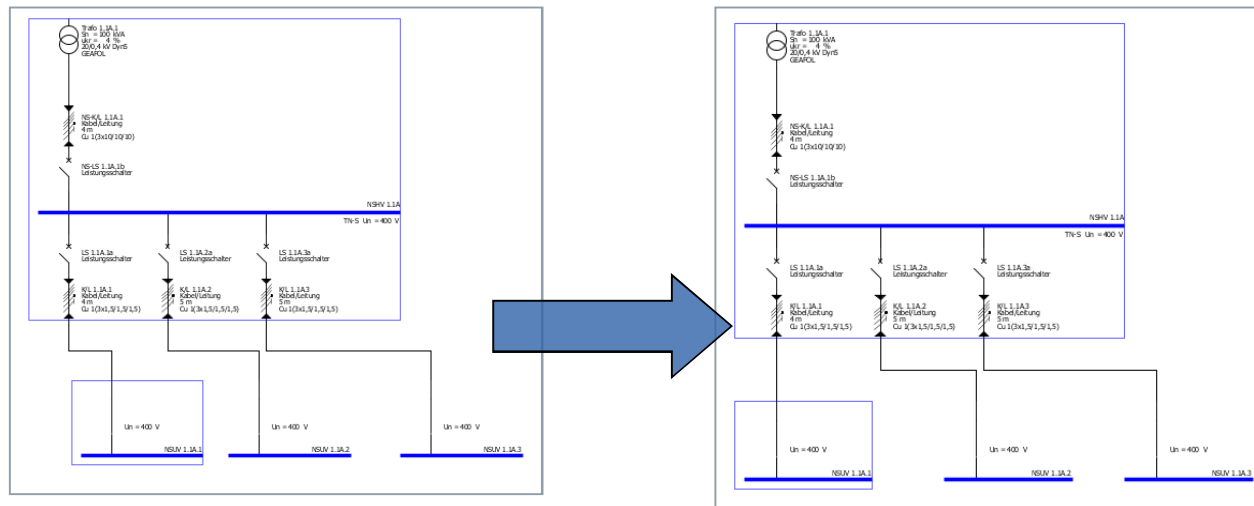 Trafo 1.1A.1
Sn = 100 kVA
ukr = 4 %
20/0,4 kV Dyn5
GEAFOL
NS-K/L 1.1A.1
Kabel/Leitung
4 m
Cu 1(3x10/10/10)
NS-LS 1.1A.1b
Leistungsschalter
NSHV 1.1A
TN-S Un = 400 V
LS 1.1A.1a
Leistungsschalter
LS 1.1A.2a
Leistungsschalter
LS 1.1A.3a
Leistungsschalter
K/L 1.1A.1
Kabel/Leitung
4 m
Cu 1(3x1,5/1,5/1,5)
K/L 1.1A.2
Kabel/Leitung
5 m
Cu 1(3x1,5/1,5/1,5)
K/L 1.1A.3
Kabel/Leitung
5 m
Cu 1(3x1,5/1,5/1,5)
Un = 400 V
NSUV 1.1A.1
Un = 400 V
NSUV 1.1A.2
Un = 400 V
NSUV 1.1A.3
Trafo 1.1A.1
Sn = 100 kVA
ukr = 4 %
20/0,4 kV Dyn5
GEAFOL
NS-K/L 1.1A.1
Kabel/Leitung
4 m
Cu 1(3x10/10/10)
NS-LS 1.1A.1b
Leistungsschalter
NSHV 1.1A
TN-S Un = 400 V
LS 1.1A.1a
Leistungsschalter
LS 1.1A.2a
Leistungsschalter
LS 1.1A.3a
Leistungsschalter
K/L 1.1A.1
Kabel/Leitung
4 m
Cu 1(3x1,5/1,5/1,5)
K/L 1.1A.2
Kabel/Leitung
5 m
Cu 1(3x1,5/1,5/1,5)
K/L 1.1A.3
Kabel/Leitung
5 m
Cu 1(3x1,5/1,5/1,5)
Un = 400 V
NSUV 1.1A.1
Un = 400 V
NSUV 1.1A.2
Un = 400 V
NSUV 1.1A.3